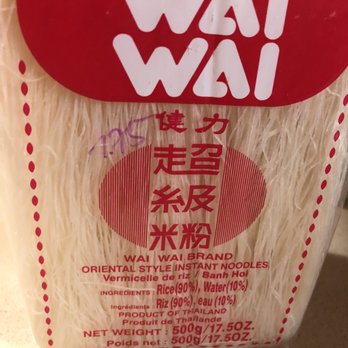 WAI
WAI
健力
超
級
米粉
WAI WAI BRAND
ORIENTAL STYLE INSTANT NOODLES
Vermicelle de riz / Banh Hoi
INGREDIENTS: Rice(90%), Water(10%)
Ingrédients: Riz(90%), eau(10%)
PRODUCT OF THAILAND
Produit de Thaïlande
NET WEIGHT: 500g/17.5OZ.
Poids net: 500g/17.5OZ.